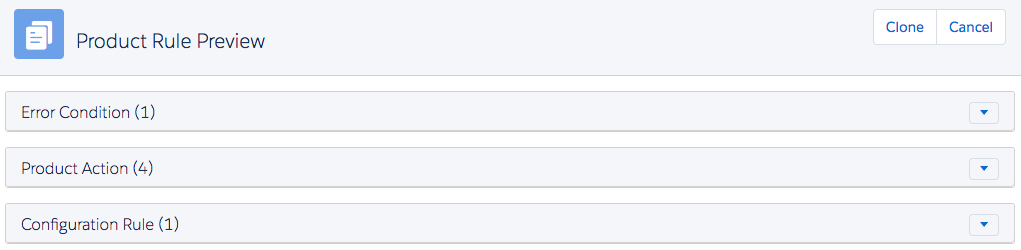 Product Rule Preview
Clone
Cancel
Error Condition (1)
Product Action (4)
Configuration Rule (1)